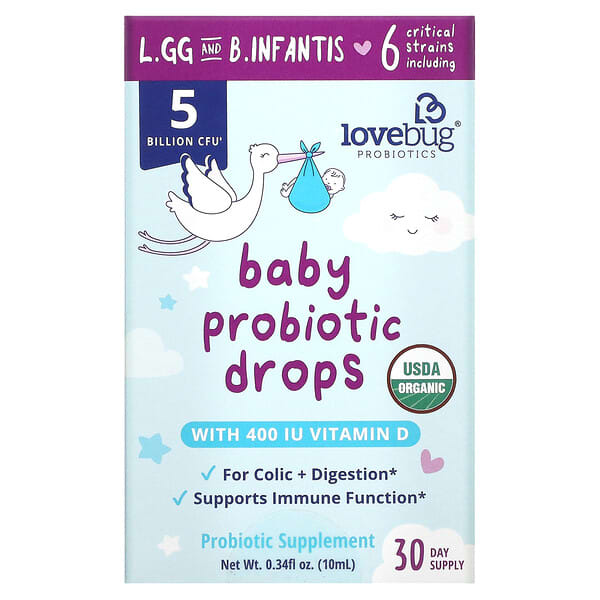 L.GG AND B.INFANTIS ♥ 6 critical strains including
5
BILLION CFU†
lovebug®
PROBIOTICS
baby
probiotic
drops
USDA
ORGANIC
WITH 400 IU VITAMIN D
✓ For Colic + Digestion*
✓ Supports Immune Function*
Probiotic Supplement
Net Wt. 0.34fl oz. (10mL)
30 DAY SUPPLY